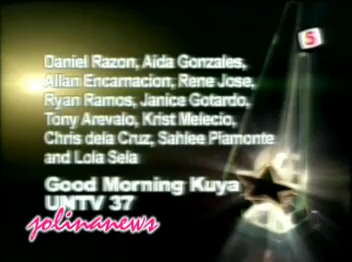 5
Daniel Razon, Aida Gonzales,
Allan Encarnacion, Rene Jose,
Ryan Ramos, Janice Gotardo,
Tony Arevalo, Krist Melecio,
Chris dela Cruz, Sahlee Piamonte
and Lola Sela
Good Morning Kuya
UNTV 37
jolinanews